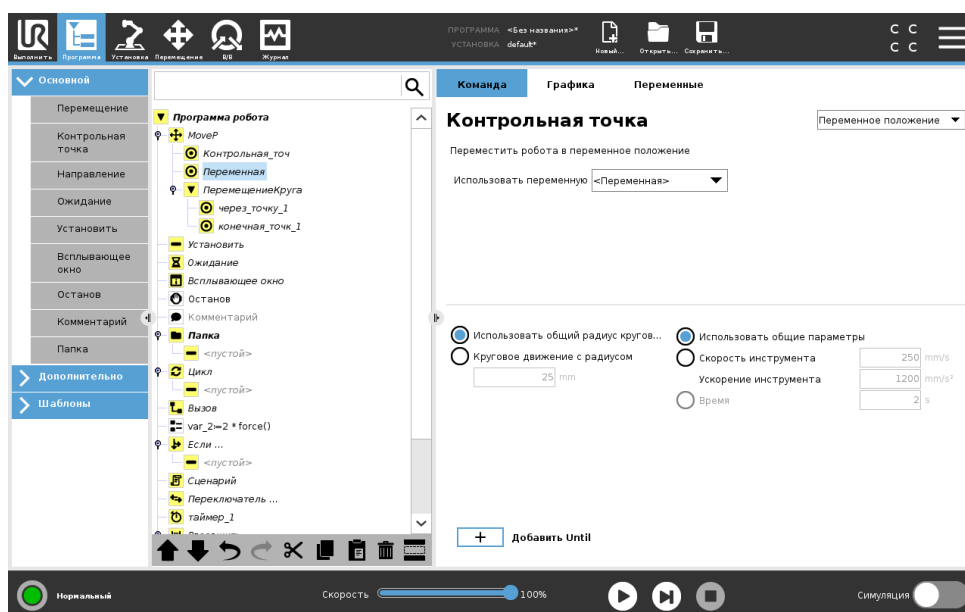 ПРОГРАММА <Без названия>*
УСТАНОВКА default*
Выполнить
Программа
Установка
Перемещение
В/В
Журнал
Новый...
Открыть...
Сохранить...
C C
C C
Основной
Перемещение
Контрольная
точка
Направление
Ожидание
Установить
Всплывающее
окно
Останов
Комментарий
Папка
Дополнительно
Шаблоны
Программа робота
MoveP
Контрольная_точ
Переменная
ПеремещениеКруга
через_точку_1
конечная_точк_1
Установить
Ожидание
Всплывающее окно
Останов
Комментарий
Папка
<пустой>
Цикл
<пустой>
Вызов
var_2≔2 * force()
Если ...
<пустой>
Сценарий
Переключатель ...
таймер_1
Команда
Графика
Переменные
Контрольная точка
Переменное положение
Переместить робота в переменное положение
Использовать переменную <Переменная>
Использовать общий радиус кругов...
Круговое движение с радиусом
25 mm
Использовать общие параметры
Скорость инструмента 250 mm/s
Ускорение инструмента 1200 mm/s²
Время 2 s
+ Добавить Until
Нормальный
Скорость 100%
Симуляция